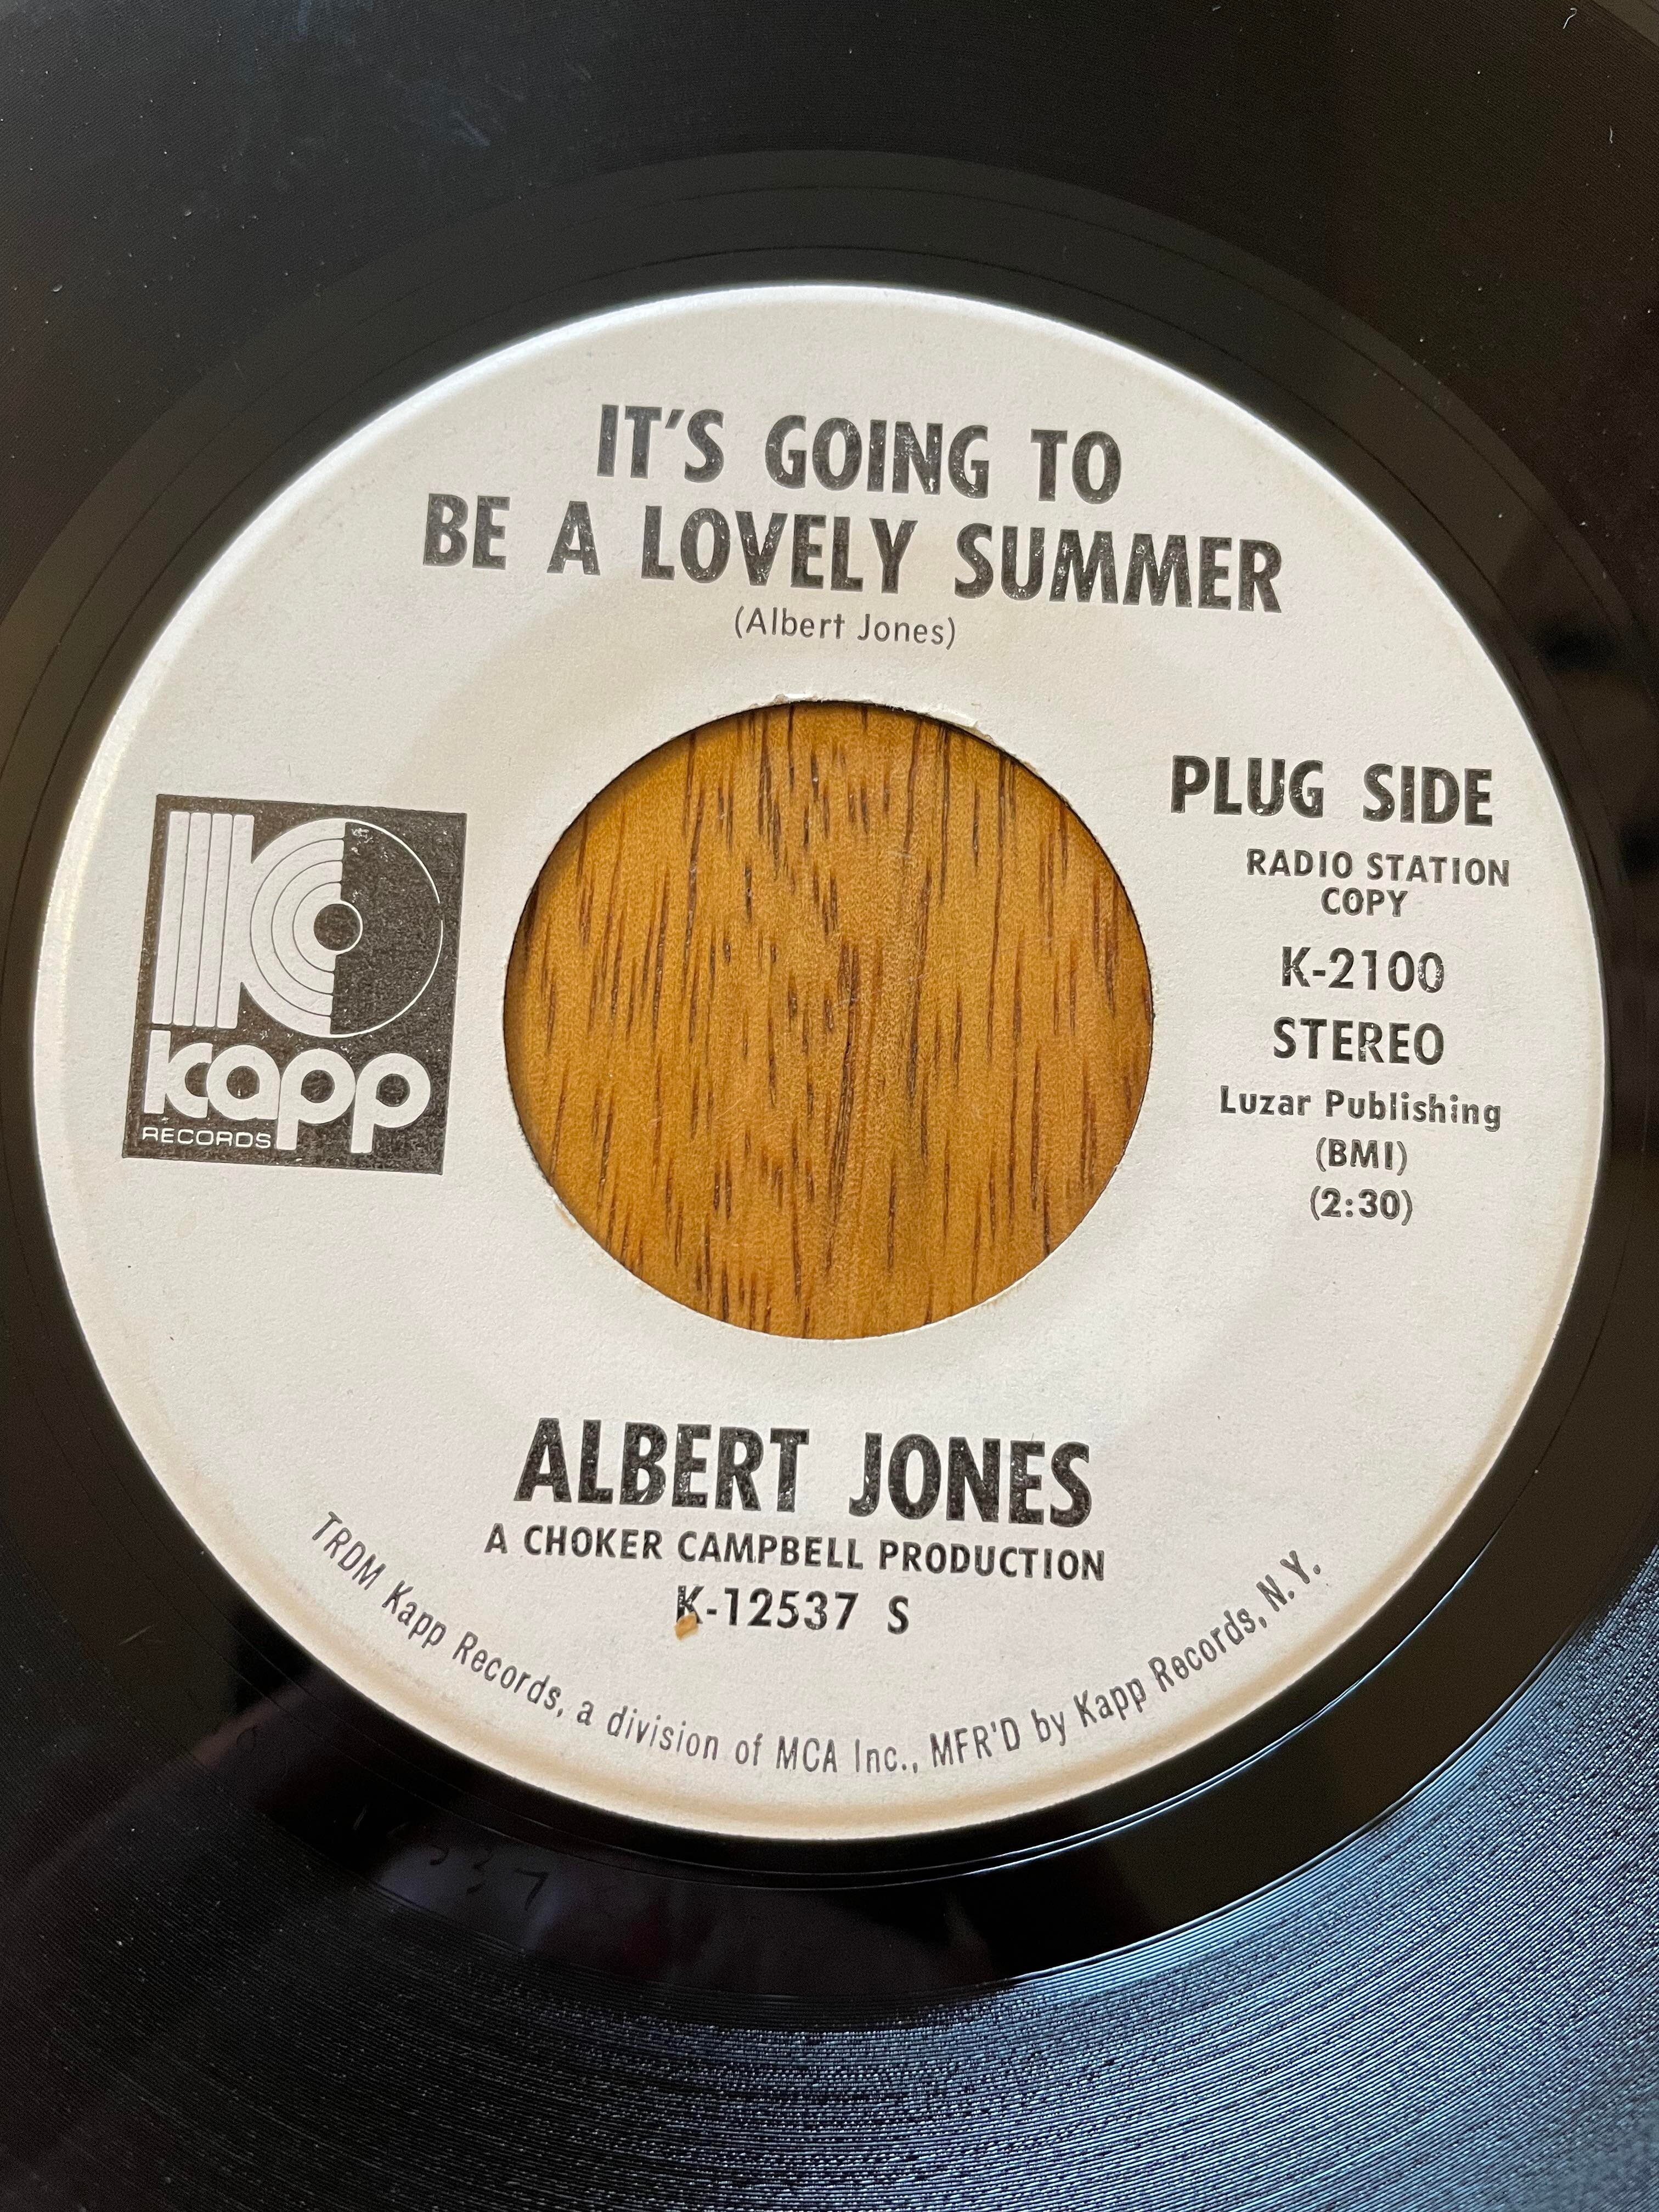 IT'S GOING TO
BE A LOVELY SUMMER
(Albert Jones)
PLUG SIDE
RADIO STATION
COPY
K-2100
STEREO
Luzar Publishing
(BMI)
(2:30)
kapp
RECORDS
ALBERT JONES
A CHOKER CAMPBELL PRODUCTION
K-12537 S
TRDM Kapp Records, a division of MCA Inc., MFR'D by Kapp Records, N.Y.